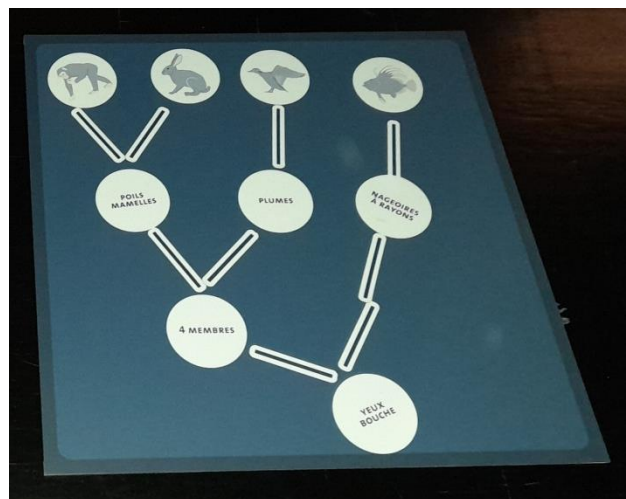 POILS
MAMELLES
PLUMES
NAGEOIRES
À RAYONS
4 MEMBRES
YEUX
BOUCHE